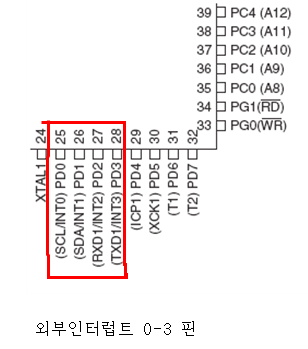 39 PC4 (A12)
38 PC3 (A11)
37 PC2 (A10)
36 PC1 (A9)
35 PC0 (A8)
34 PG1(RD)
33 PG0(WR)
XTAL1 24
(SCL/INT0) PD0 25
(SDA/INT1) PD1 26
(RXD1/INT2) PD2 27
(TXD1/INT3) PD3 28
(ICP1) PD4 29
(XCK1) PD5 30
(T1) PD6 31
(T2) PD7 32
외부인터럽트 0-3 핀